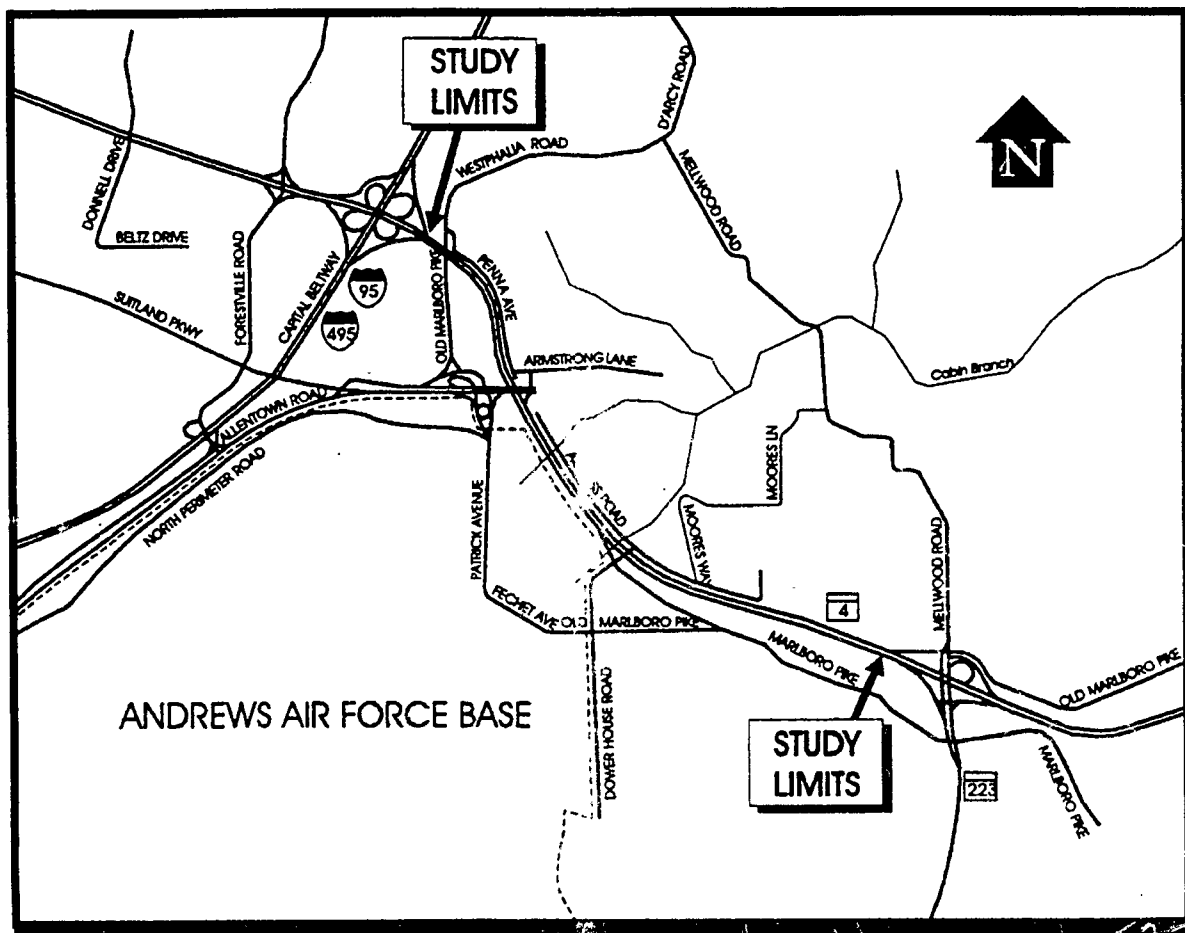 STUDY
LIMITS
N
D'ARCY ROAD
WESTPHALIA ROAD
MELLWOOD ROAD
DONNELL DRIVE
BELTZ DRIVE
FORESTVILLE ROAD
CAPITAL BELTWAY
95
495
OLD MARLBORO PIKE
PENNA AVE
SUITLAND PKWY
ARMSTRONG LANE
Cabin Branch
ALLENTOWN ROAD
NORTH PERIMETER ROAD
PATRICK AVENUE
ROAD
MOORES LN
MOORES WAY
MELLWOOD ROAD
FECHET AVE
OLD MARLBORO PIKE
4
MARLBORO PIKE
OLD MARLBORO PIKE
DOWER HOUSE ROAD
ANDREWS AIR FORCE BASE
STUDY
LIMITS
223
MARLBORO PIKE